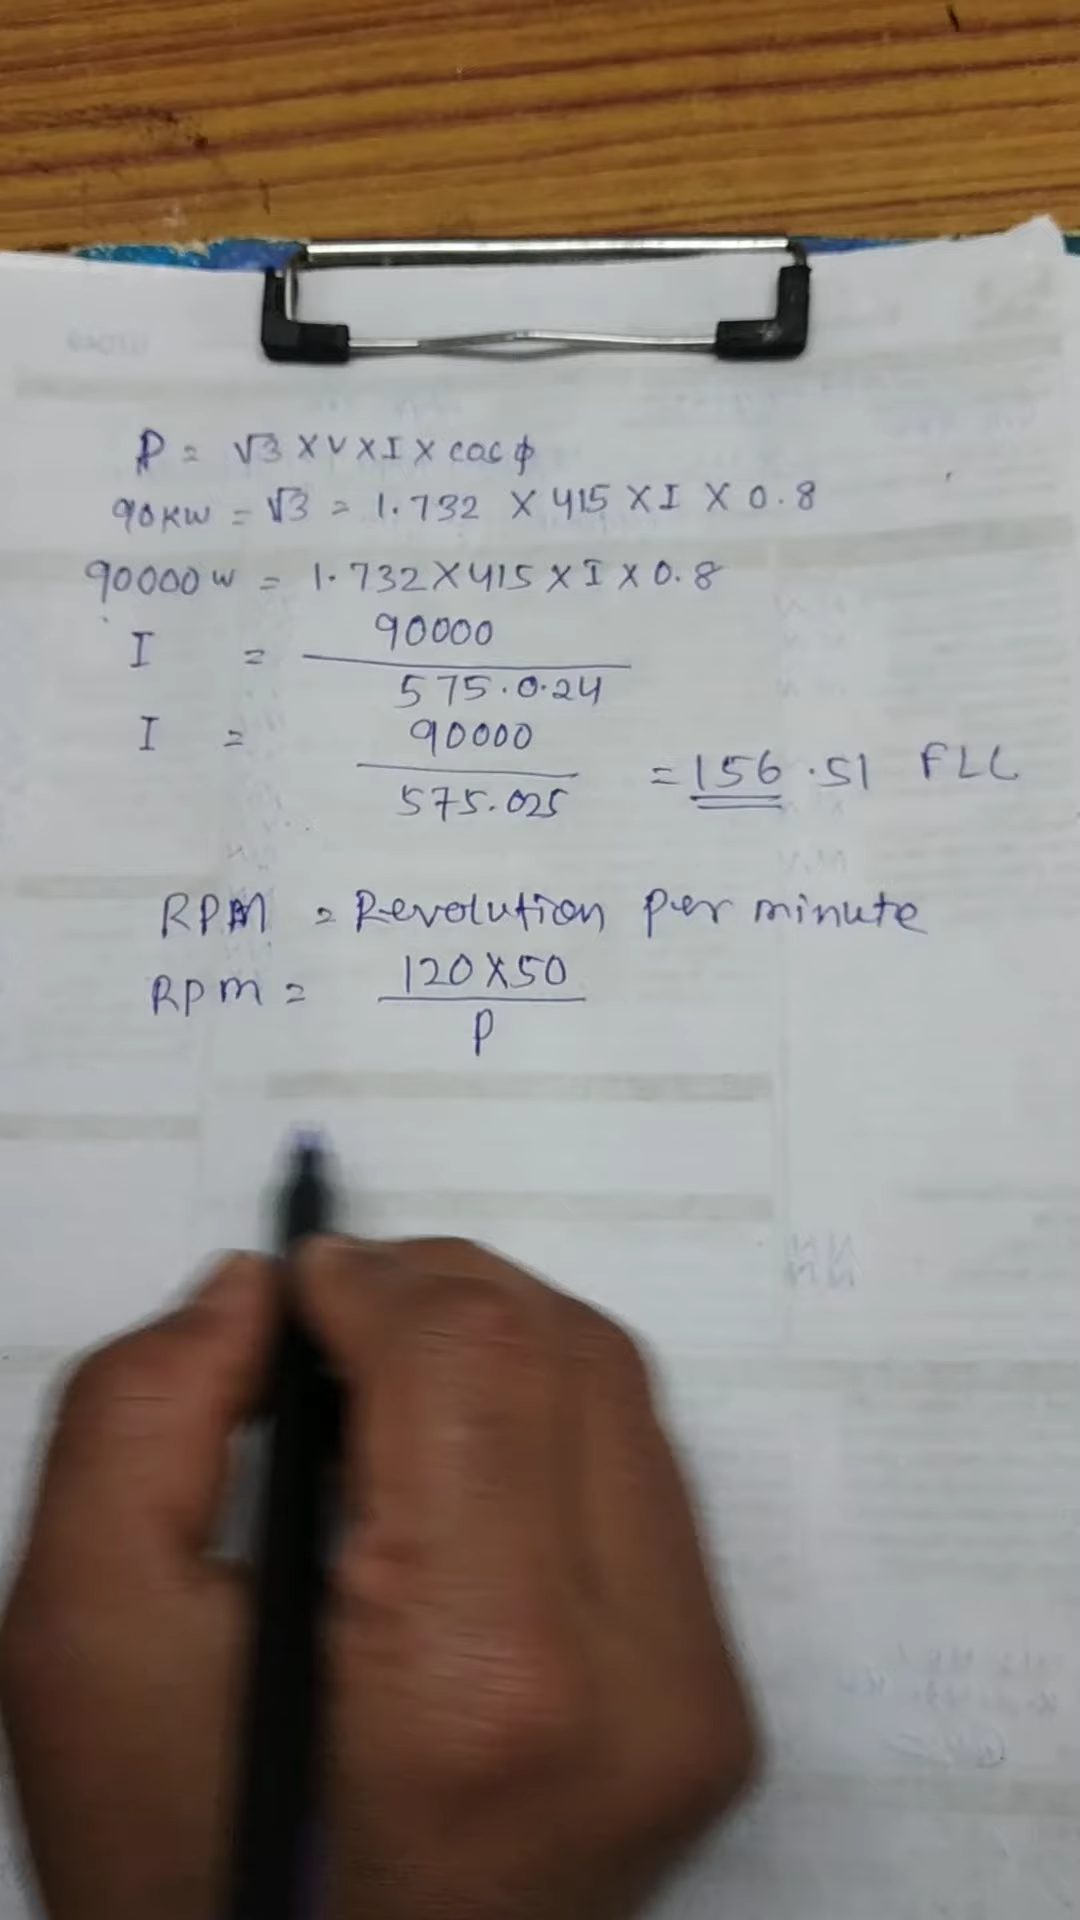 P = √3 X V X I X cos ϕ
90KW = √3 = 1.732 X 415 X I X 0.8
90000 W = 1.732 X 415 X I X 0.8
I = 90000
575.0.24
I = 90000
575.025
= 156.51 FLC
RPM = Revolution Per minute
RPM = 120 X 50
P